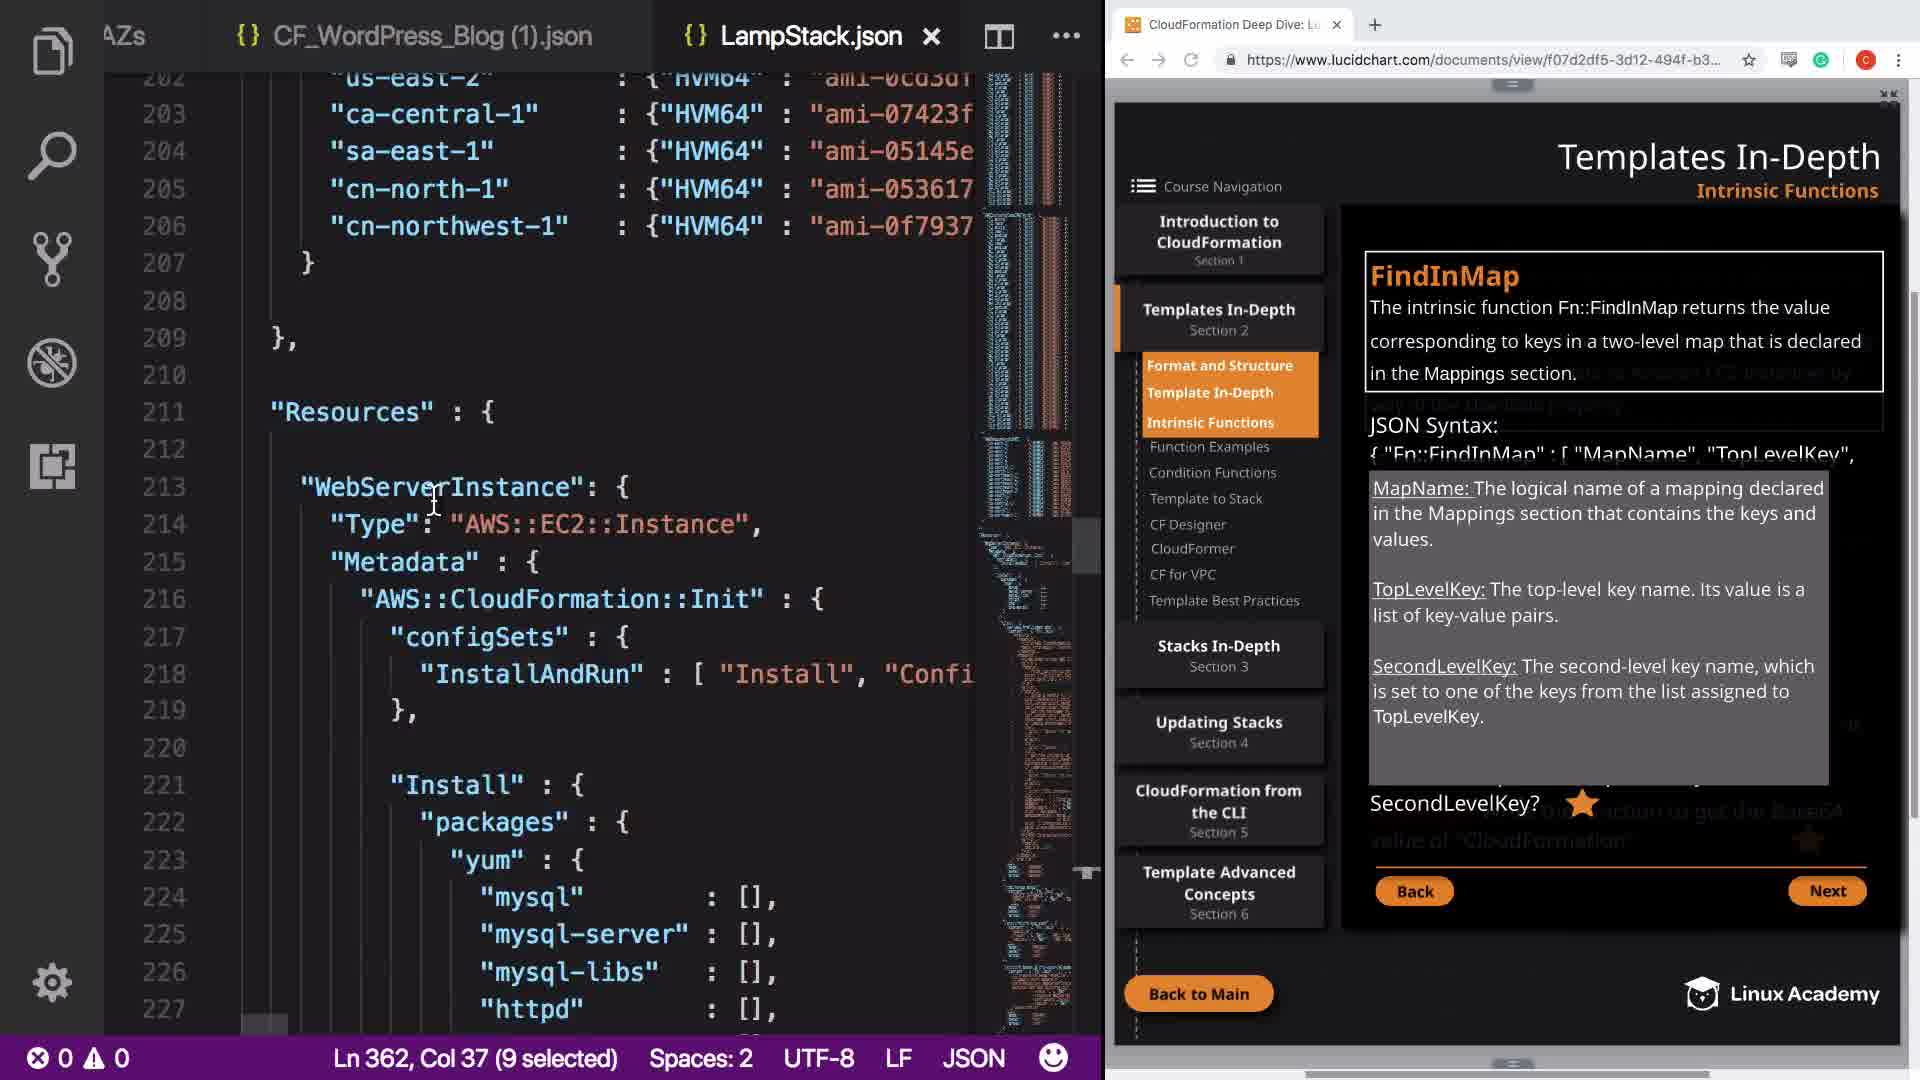 AZs
{} CF_WordPress_Blog (1).json
{} LampStack.json
202 "us-east-2" : {"HVM64" : "ami-0cd3df
203 "ca-central-1" : {"HVM64" : "ami-07423f
204 "sa-east-1" : {"HVM64" : "ami-05145e
205 "cn-north-1" : {"HVM64" : "ami-053617
206 "cn-northwest-1" : {"HVM64" : "ami-0f7937
207 }
208
209 },
210
211 "Resources" : {
212
213 "WebServerInstance": {
214 "Type": "AWS::EC2::Instance",
215 "Metadata" : {
216 "AWS::CloudFormation::Init" : {
217 "configSets" : {
218 "InstallAndRun" : [ "Install", "Confi
219 },
220
221 "Install" : {
222 "packages" : {
223 "yum" : {
224 "mysql" : [],
225 "mysql-server" : [],
226 "mysql-libs" : [],
227 "httpd" : [],
0 0
Ln 362, Col 37 (9 selected)
Spaces: 2
UTF-8
LF
JSON
CloudFormation Deep Dive: Lu
https://www.lucidchart.com/documents/view/f07d2df5-3d12-494f-b3...
C
Templates In-Depth
Intrinsic Functions
Course Navigation
Introduction to
CloudFormation
Section 1
Templates In-Depth
Section 2
Format and Structure
Template In-Depth
Intrinsic Functions
Function Examples
Condition Functions
Template to Stack
CF Designer
CloudFormer
CF for VPC
Template Best Practices
Stacks In-Depth
Section 3
Updating Stacks
Section 4
CloudFormation from
the CLI
Section 5
Template Advanced
Concepts
Section 6
Back to Main
FindInMap
The intrinsic function Fn::FindInMap returns the value
corresponding to keys in a two-level map that is declared
in the Mappings section.
JSON Syntax:
{ "Fn::FindInMap" : [ "MapName", "TopLevelKey",
MapName: The logical name of a mapping declared
in the Mappings section that contains the keys and
values.
TopLevelKey: The top-level key name. Its value is a
list of key-value pairs.
SecondLevelKey: The second-level key name, which
is set to one of the keys from the list assigned to
TopLevelKey.
SecondLevelKey?
value of "CloudFormation"
Back
Next
Linux Academy